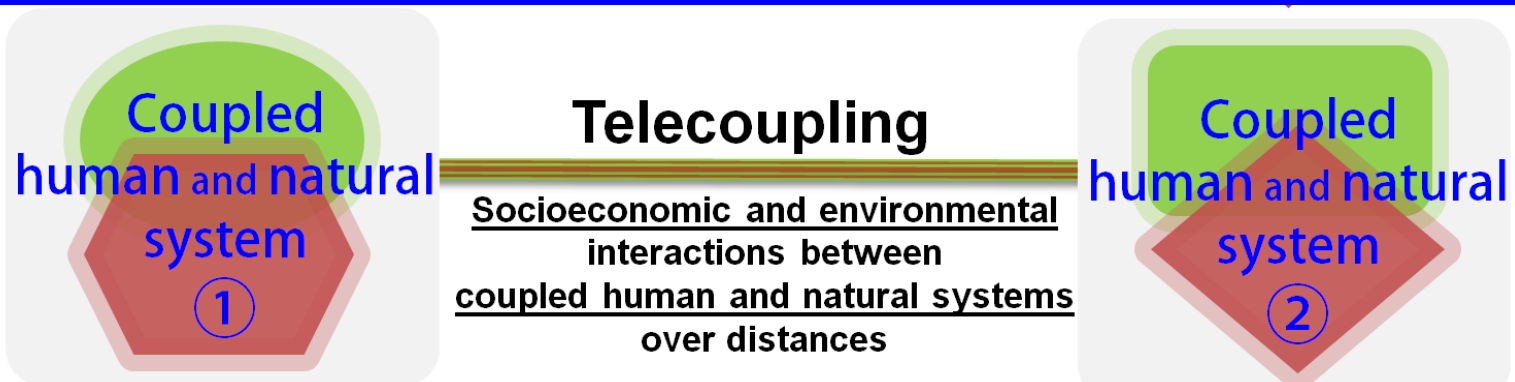 Coupled
human and natural
system
①
Telecoupling
Socioeconomic and environmental
interactions between
coupled human and natural systems
over distances
Coupled
human and natural
system
②